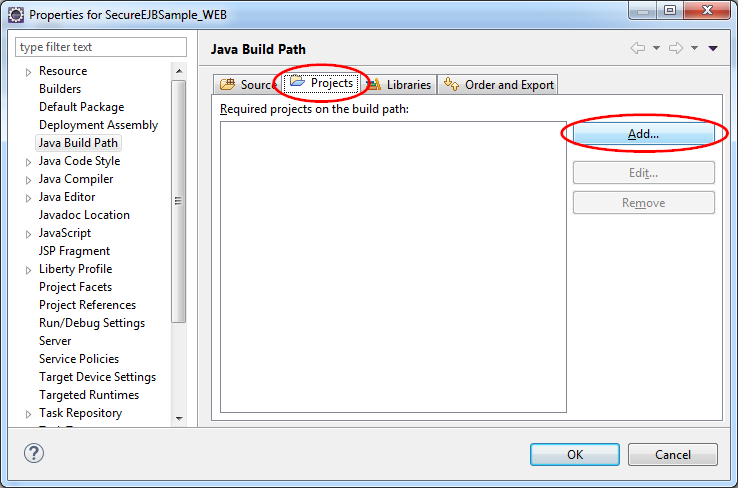 Properties for SecureEJBSample_WEB
type filter text
Resource
Builders
Default Package
Deployment Assembly
Java Build Path
Java Code Style
Java Compiler
Java Editor
Javadoc Location
JavaScript
JSP Fragment
Liberty Profile
Project Facets
Project References
Run/Debug Settings
Server
Service Policies
Target Device Settings
Targeted Runtimes
Task Repository
Java Build Path
Source Projects Libraries Order and Export
Required projects on the build path:
Add...
Edit...
Remove
OK Cancel